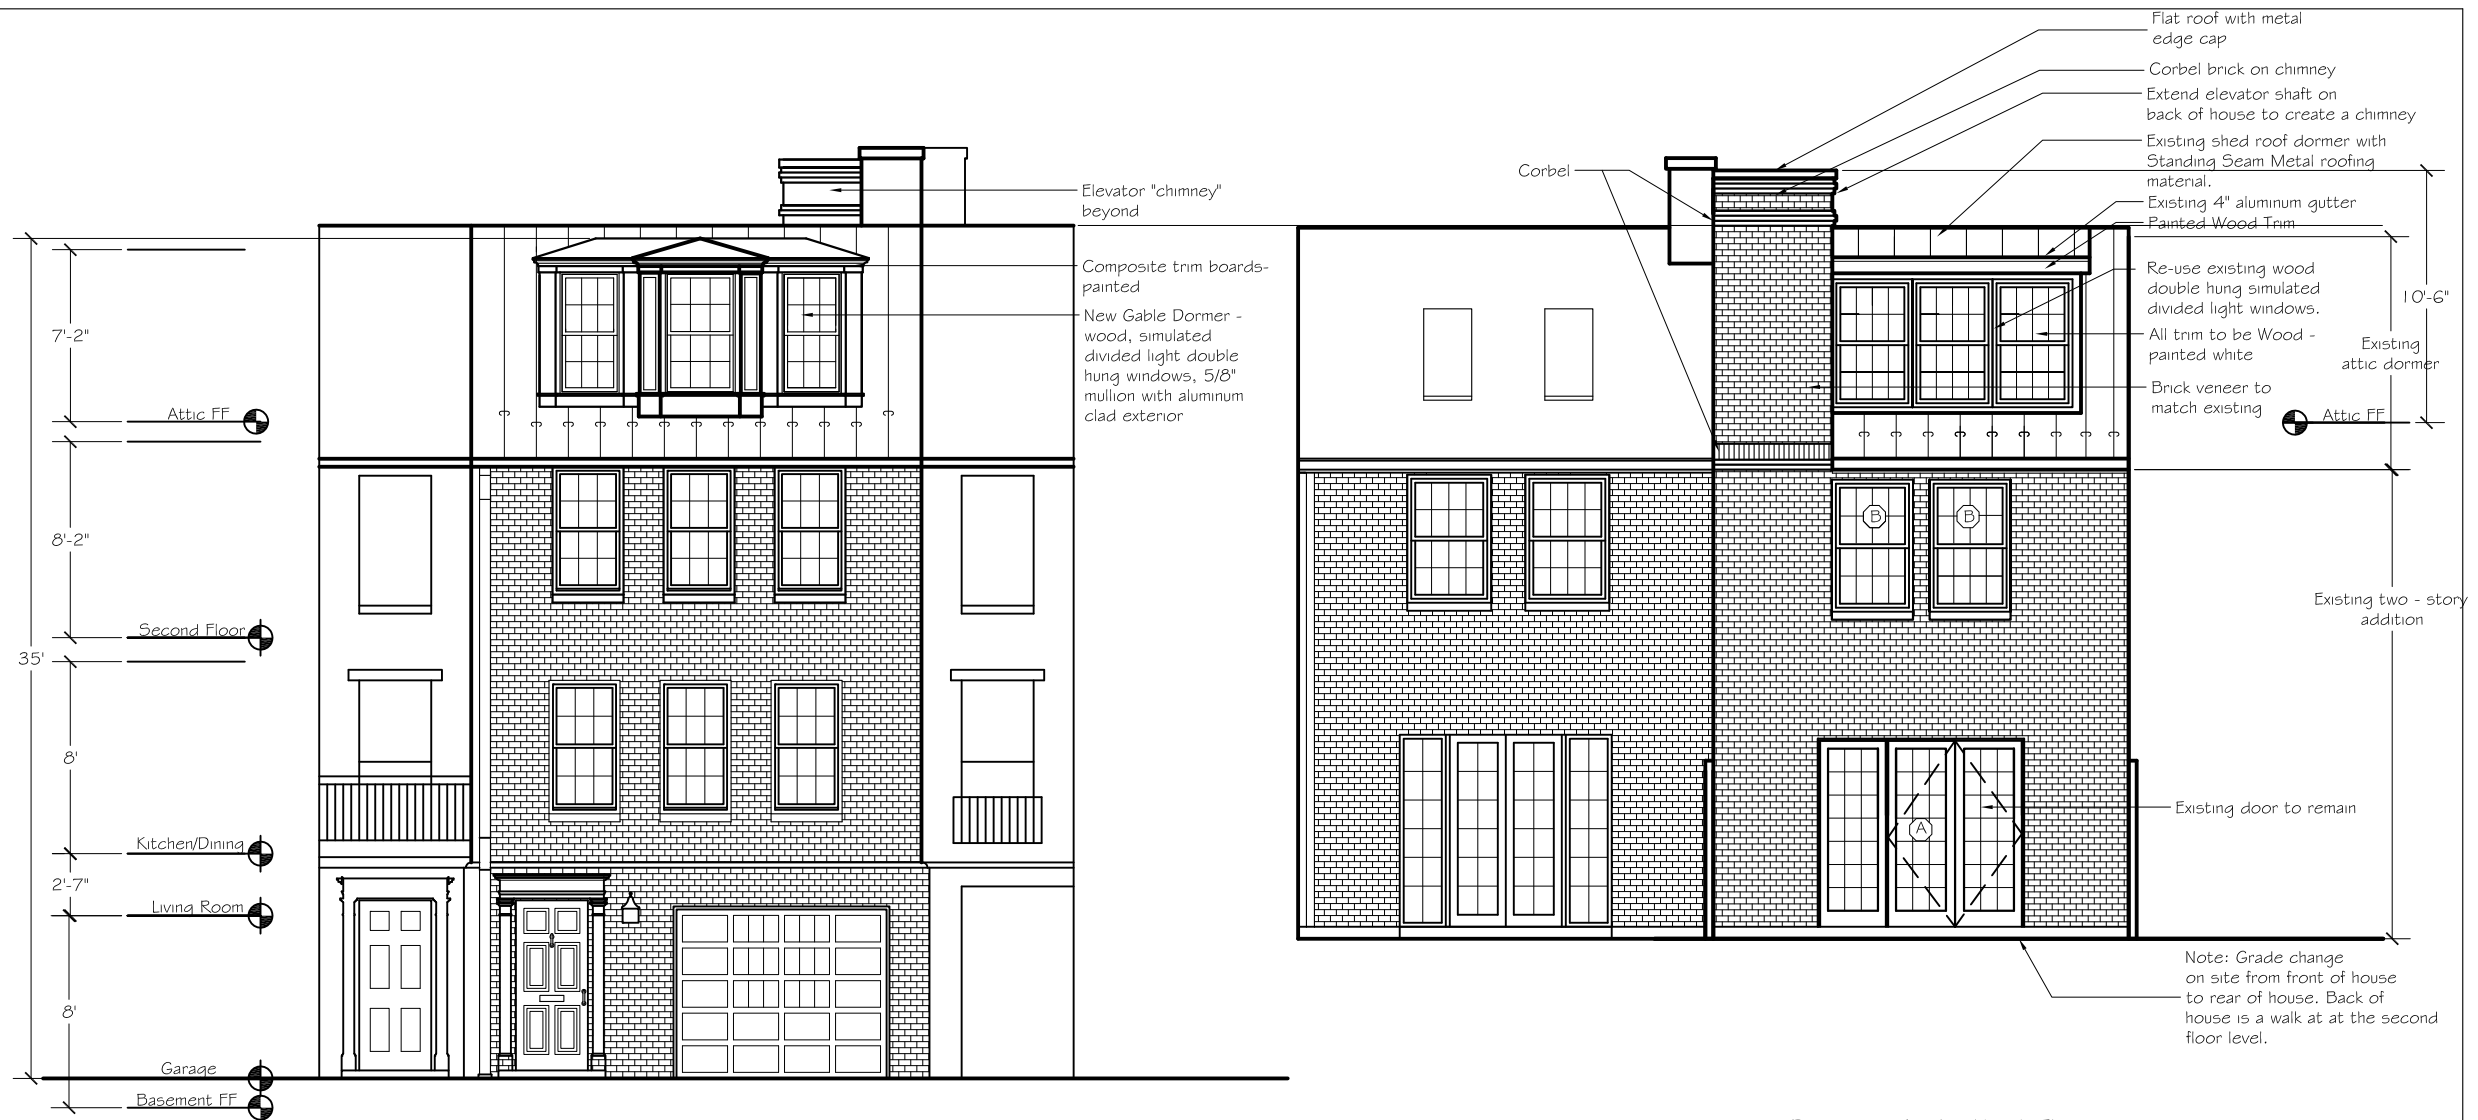 Flat roof with metal
edge cap
Corbel brick on chimney
Extend elevator shaft on
back of house to create a chimney
Existing shed roof dormer with
Standing Seam Metal roofing
material.
Existing 4" aluminum gutter
Painted Wood Trim
Corbel
Elevator "chimney"
beyond
Composite trim boards-
painted
New Gable Dormer -
wood, simulated
divided light double
hung windows, 5/8"
mullion with aluminum
clad exterior
Re-use existing wood
double hung simulated
divided light windows.
All trim to be Wood -
painted white
Brick veneer to
match existing
10'-6"
Existing
attic dormer
Attic FF
7'-2"
Attic FF
8'-2"
Second Floor
35'
8'
Kitchen/Dining
2'-7"
Living Room
8'
Garage
Basement FF
B
B
A
Existing two - story
addition
Existing door to remain
Note: Grade change
on site from front of house
to rear of house. Back of
house is a walk at at the second
floor level.